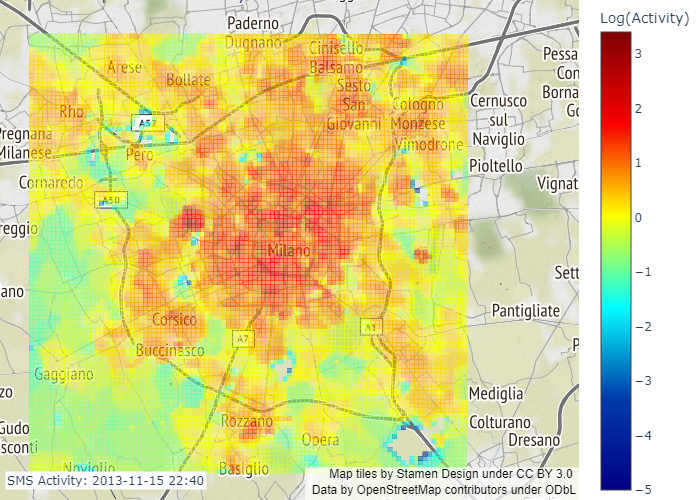 Paderno
Dugnano
Log(Activity)
3
2
1
0
−1
−2
−3
−4
−5
Cinisello
Balsamo
Arese
Bollate
Sesto
San
Giovanni
Pessa
Con
Borna
Go
Rho
A52
Cologno
Monzese
Cernusco
sul
Naviglio
Pregnana
Milanese
Pero
Vimodrone
Pioltello
Cornaredo
Vignat
A50
reggio
Milano
Sett
ano
Pantigliate
Corsico
A7
Buccinasco
P
Gaggiano
zo
Mediglia
Rozzano
Colturano
Gudo
sconti
Opera
Dresano
Noviglio
Basiglio
SMS Activity: 2013-11-15 22:40
Map tiles by Stamen Design under CC BY 3.0
Data by OpenStreetMap contributors under ODbL